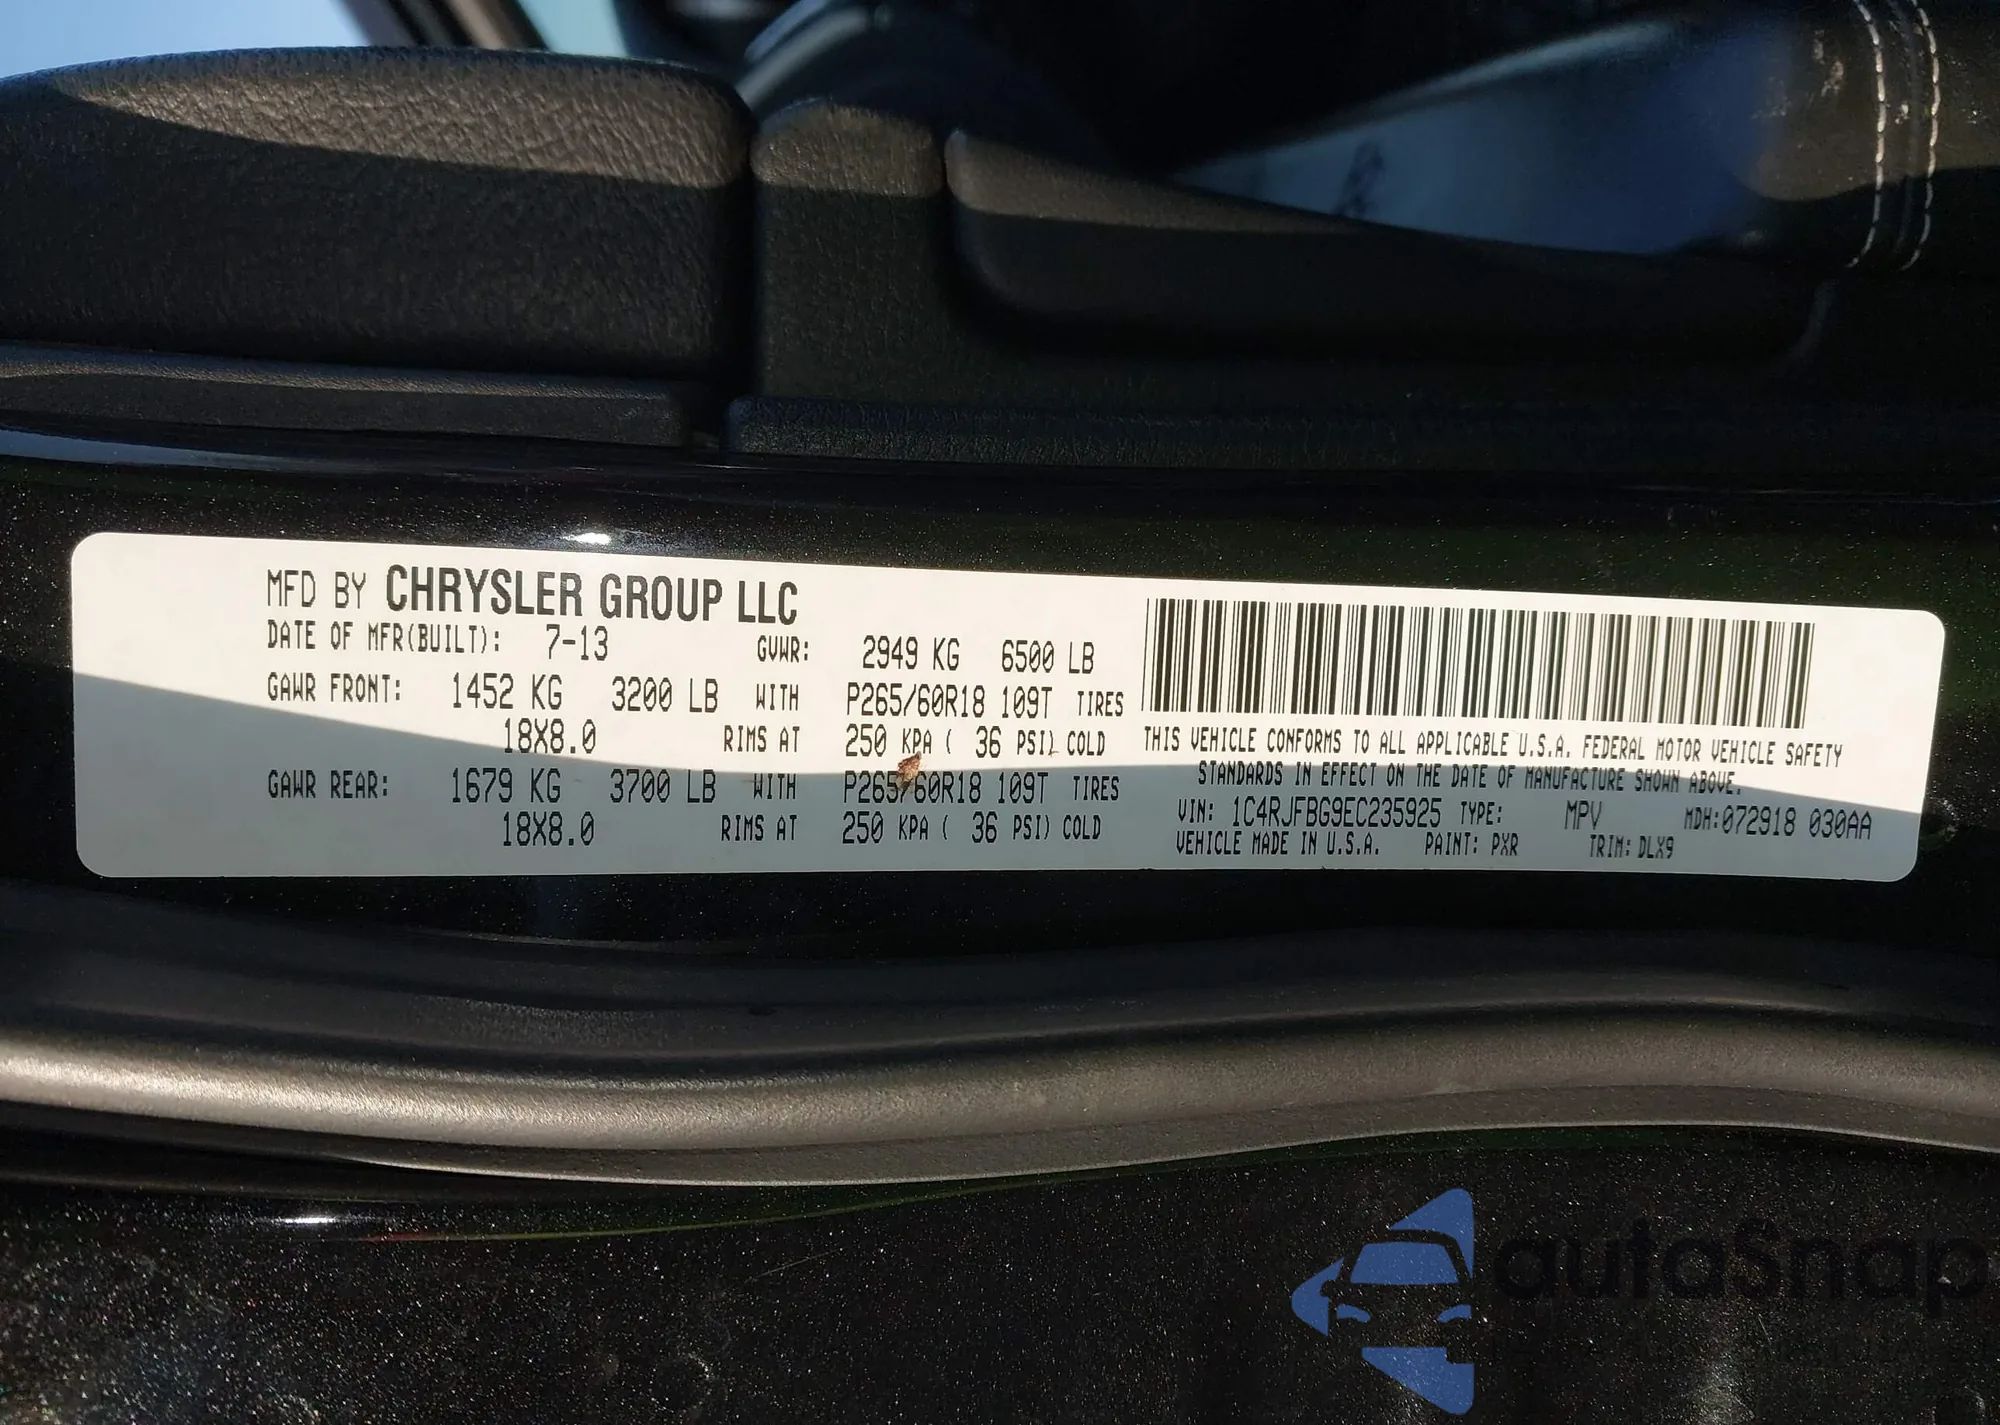 MFD BY CHRYSLER GROUP LLC
DATE OF MFR(BUILT): 7-13 GVWR: 2949 KG 6500 LB
GAWR FRONT: 1452 KG 3200 LB WITH P265/60R18 109T TIRES
18X8.0 RIMS AT 250 KPA ( 36 PSI) COLD
GAWR REAR: 1679 KG 3700 LB WITH P265/60R18 109T TIRES
18X8.0 RIMS AT 250 KPA ( 36 PSI) COLD
THIS VEHICLE CONFORMS TO ALL APPLICABLE U.S.A. FEDERAL MOTOR VEHICLE SAFETY
STANDARDS IN EFFECT ON THE DATE OF MANUFACTURE SHOWN ABOVE.
VIN: 1C4RJFBG9EC235925 TYPE: MPV MDH:072918 030AA
VEHICLE MADE IN U.S.A. PAINT: PXR TRIM: DLX9
autoSnap